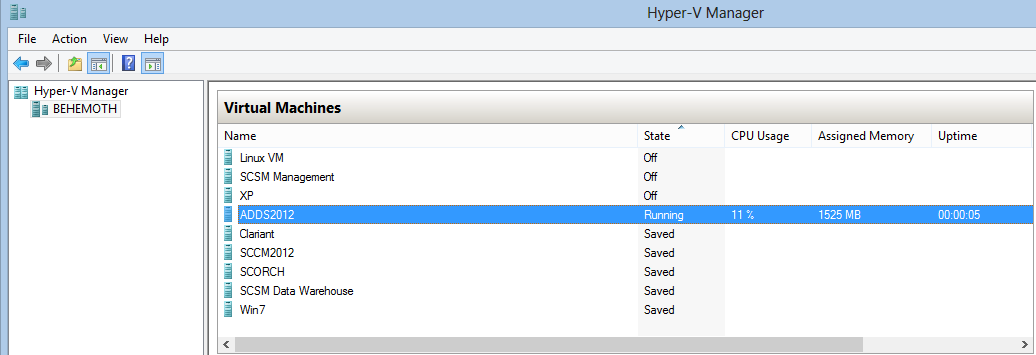 Hyper-V Manager
File Action View Help
Hyper-V Manager
BEHEMOTH
Virtual Machines
Name State CPU Usage Assigned Memory Uptime
Linux VM Off
SCSM Management Off
XP Off
ADDS2012 Running 11 % 1525 MB 00:00:05
Clariant Saved
SCCM2012 Saved
SCORCH Saved
SCSM Data Warehouse Saved
Win7 Saved